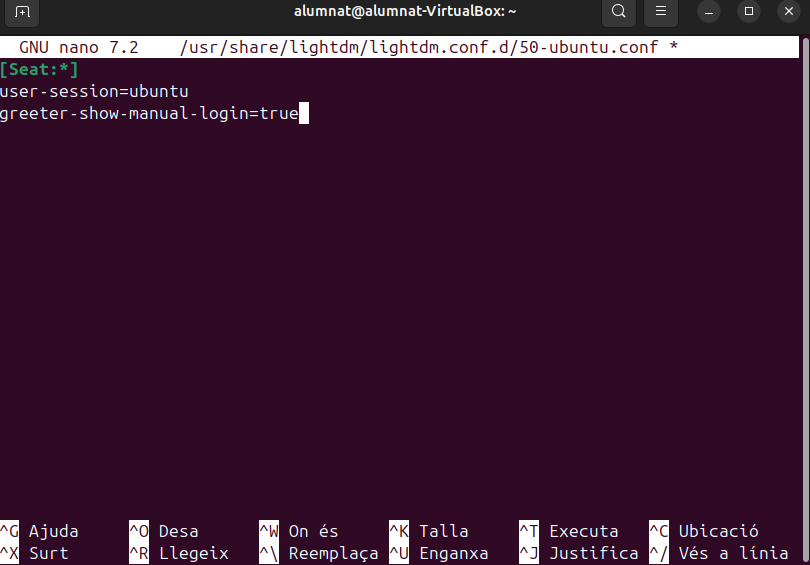 alumnat@alumnat-VirtualBox: ~
GNU nano 7.2 /usr/share/lightdm/lightdm.conf.d/50-ubuntu.conf *
[Seat:*]
user-session=ubuntu
greeter-show-manual-login=true
^G Ajuda ^O Desa ^W On és ^K Talla ^T Executa ^C Ubicació
^X Surt ^R Llegeix ^\ Reemplaça ^U Enganxa ^J Justifica ^/ Vés a línia